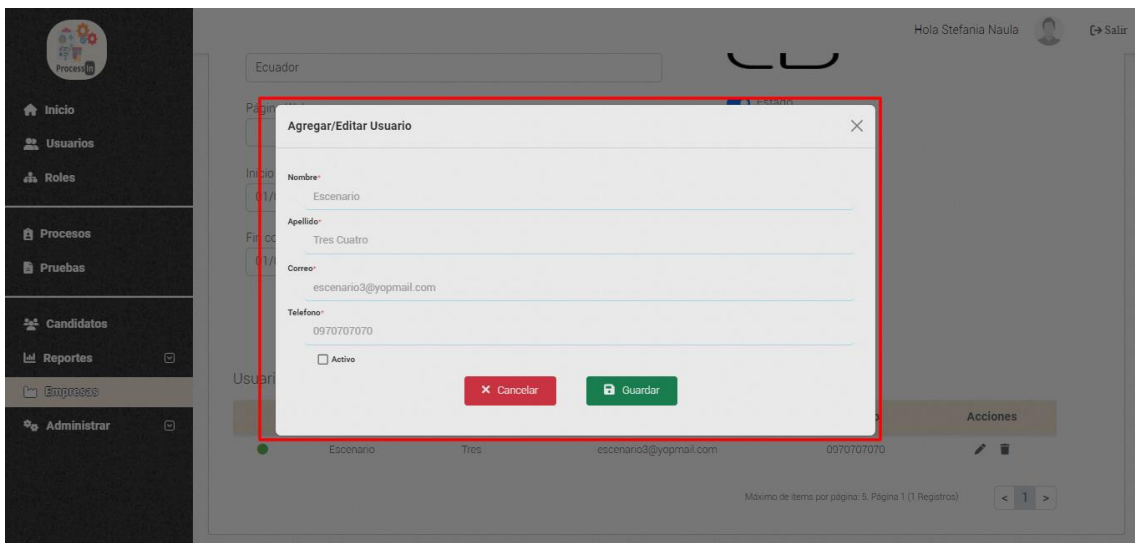 Hola Stefania Naula
Salir
ProcessIn
Ecuador
Inicio
Usuarios
Roles
Procesos
Pruebas
Candidatos
Reportes
Empresas
Administrar
Estado
Agregar/Editar Usuario
Nombre*
Escenario
Apellido*
Tres Cuatro
Correo*
escenario3@yopmail.com
Telefono*
0970707070
Activo
Cancelar
Guardar
Acciones
Escenario Tres escenario3@yopmail.com 0970707070
Máximo de items por página: 5. Página 1 (1 Registros)
< 1 >